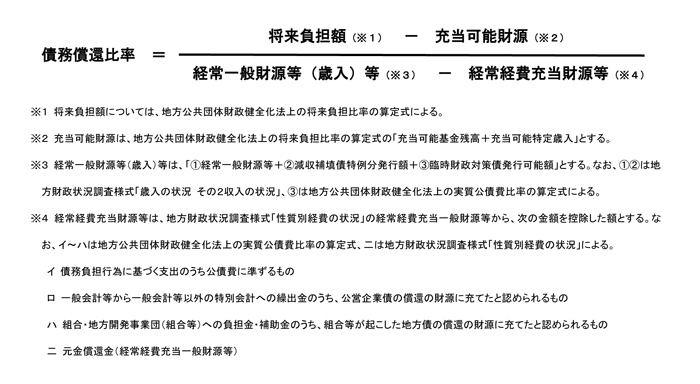 将来負担額（※１） － 充当可能財源（※２）
債務償還比率 ＝
経常一般財源等（歳入）等（※３） － 経常経費充当財源等（※４）
※１ 将来負担額については、地方公共団体財政健全化法上の将来負担比率の算定式による。
※２ 充当可能財源は、地方公共団体財政健全化法上の将来負担比率の算定式の「充当可能基金残高＋充当可能特定歳入」とする。
※３ 経常一般財源等（歳入）等は、「①経常一般財源等＋②減収補填債特例分発行額＋③臨時財政対策債発行可能額」とする。なお、①②は地
方財政状況調査様式「歳入の状況 その２収入の状況」、③は地方公共団体財政健全化法上の実質公債費比率の算定式による。
※４ 経常経費充当財源等は、地方財政状況調査様式「性質別経費の状況」の経常経費充当一般財源等から、次の金額を控除した額とする。な
お、イ～ハは地方公共団体財政健全化法上の実質公債費比率の算定式、ニは地方財政状況調査様式「性質別経費の状況」による。
イ 債務負担行為に基づく支出のうち公債費に準ずるもの
ロ 一般会計等から一般会計等以外の特別会計への繰出金のうち、公営企業債の償還の財源に充てたと認められるもの
ハ 組合・地方開発事業団（組合等）への負担金・補助金のうち、組合等が起こした地方債の償還の財源に充てたと認められるもの
ニ 元金償還金（経常経費充当一般財源等）